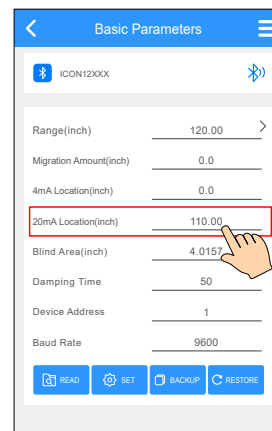 Basic Parameters
ICON12XXX
Range(inch) 120.00
Migration Amount(inch) 0.0
4mA Location(inch) 0.0
20mA Location(inch) 110.00
Blind Area(inch) 4.0157
Damping Time 50
Device Address 1
Baud Rate 9600
READ SET BACKUP RESTORE